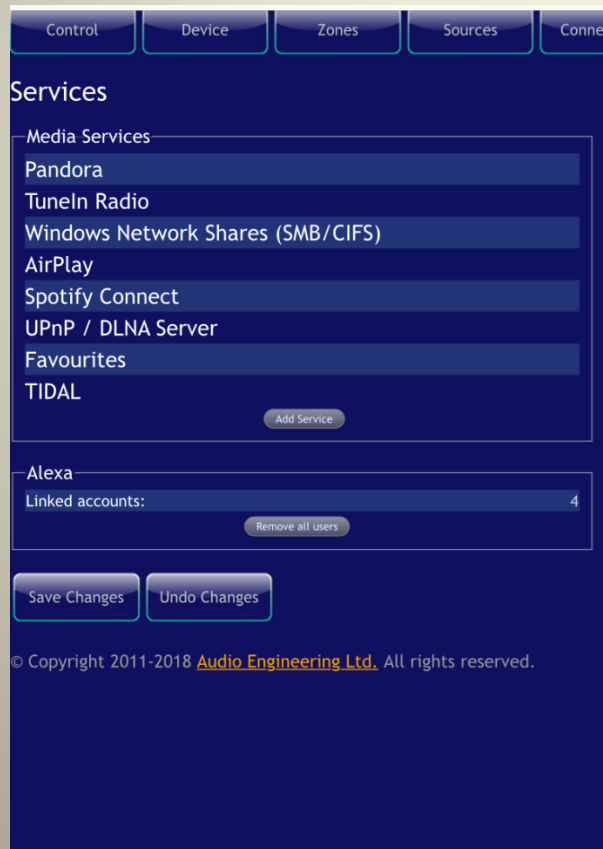 Control Device Zones Sources Conne
Services
Media Services
Pandora
TuneIn Radio
Windows Network Shares (SMB/CIFS)
AirPlay
Spotify Connect
UPnP / DLNA Server
Favourites
TIDAL
Add Service
Alexa
Linked accounts: 4
Remove all users
Save Changes Undo Changes
© Copyright 2011-2018 Audio Engineering Ltd. All rights reserved.